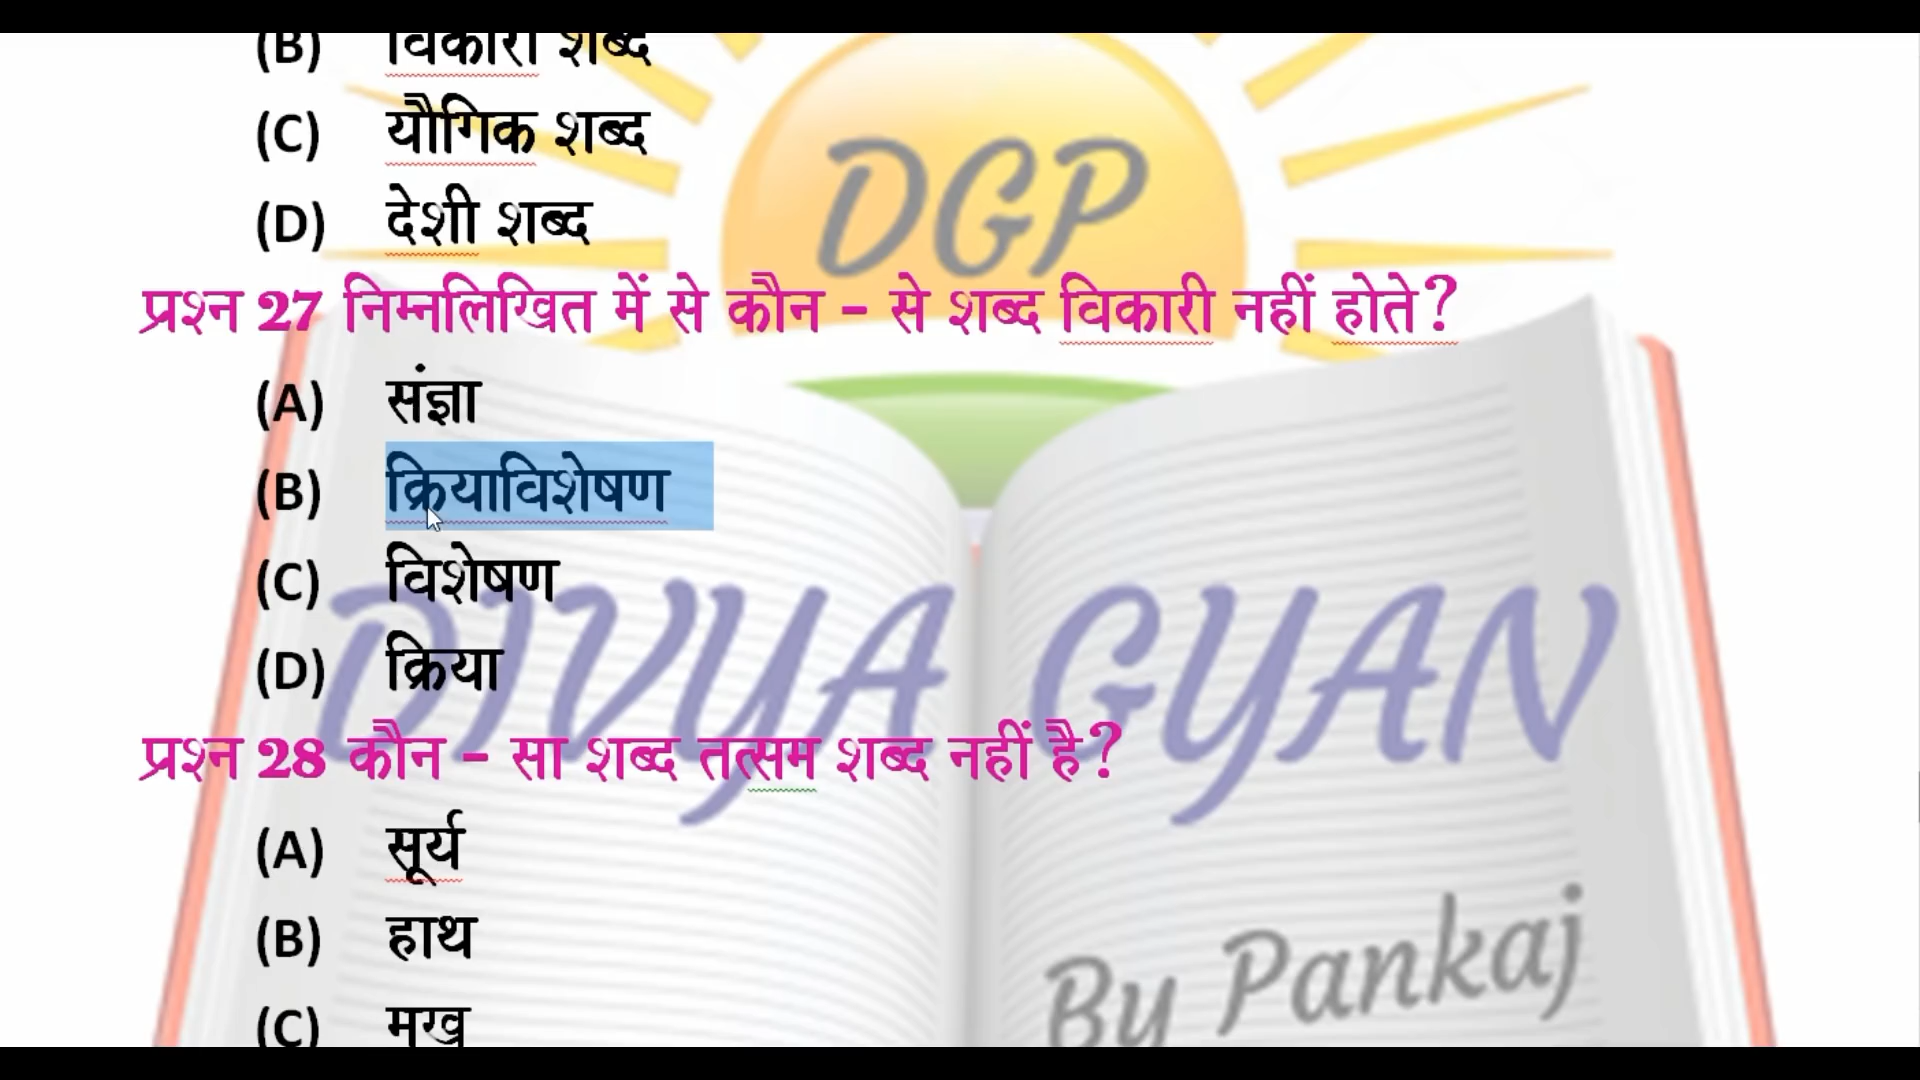 (B) विकारी शब्द
(C) यौगिक शब्द
(D) देशी शब्द
प्रश्न 27 निम्नलिखित में से कौन - से शब्द विकारी नहीं होते?
(A) संज्ञा
(B) क्रियाविशेषण
(C) विशेषण
(D) क्रिया
प्रश्न 28 कौन - सा शब्द तत्सम शब्द नहीं है?
(A) सूर्य
(B) हाथ
(C) मुख
DGP
DIVYA GYAN
By Pankaj